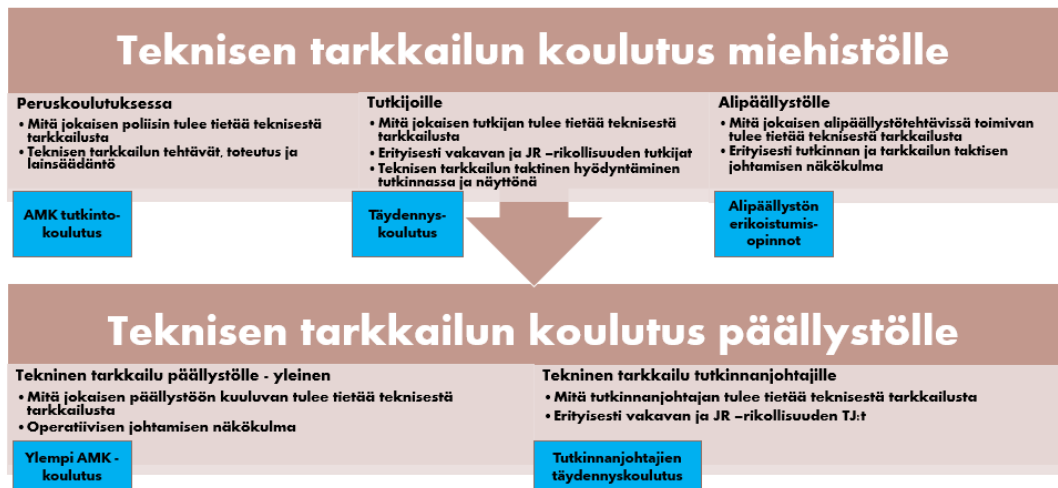 Teknisen tarkkailun koulutus miehistölle
Peruskoulutuksessa
• Mitä jokaisen poliisin tulee tietää teknisestä
tarkkailusta
• Teknisen tarkkailun tehtävät, toteutus ja
lainsäädäntö
AMK tutkinto-
koulutus
Tutkijoille
• Mitä jokaisen tutkijan tulee tietää teknisestä
tarkkailusta
• Erityisesti vakavan ja JR –rikollisuuden tutkijat
• Teknisen tarkkailun taktinen hyödyntäminen
tutkinnassa ja näyttönä
Täydennys-
koulutus
Alipäällystölle
• Mitä jokaisen alipäällystötehtävissä toimivan
tulee tietää teknisestä tarkkailusta
• Erityisesti tutkinnan ja tarkkailun taktisen
johtamisen näkökulma
Alipäällystön
erikoistumis-
opinnot
Teknisen tarkkailun koulutus päällystölle
Tekninen tarkkailu päällystölle - yleinen
• Mitä jokaisen päällystöön kuuluvan tulee tietää teknisestä
tarkkailusta
• Operatiivisen johtamisen näkökulma
Ylempi AMK -
koulutus
Tekninen tarkkailu tutkinnanjohtajille
• Mitä tutkinnanjohtajan tulee tietää teknisestä tarkkailusta
• Erityisesti vakavan ja JR –rikollisuuden TJ:t
Tutkinnanjohtajien
täydennyskoulutus